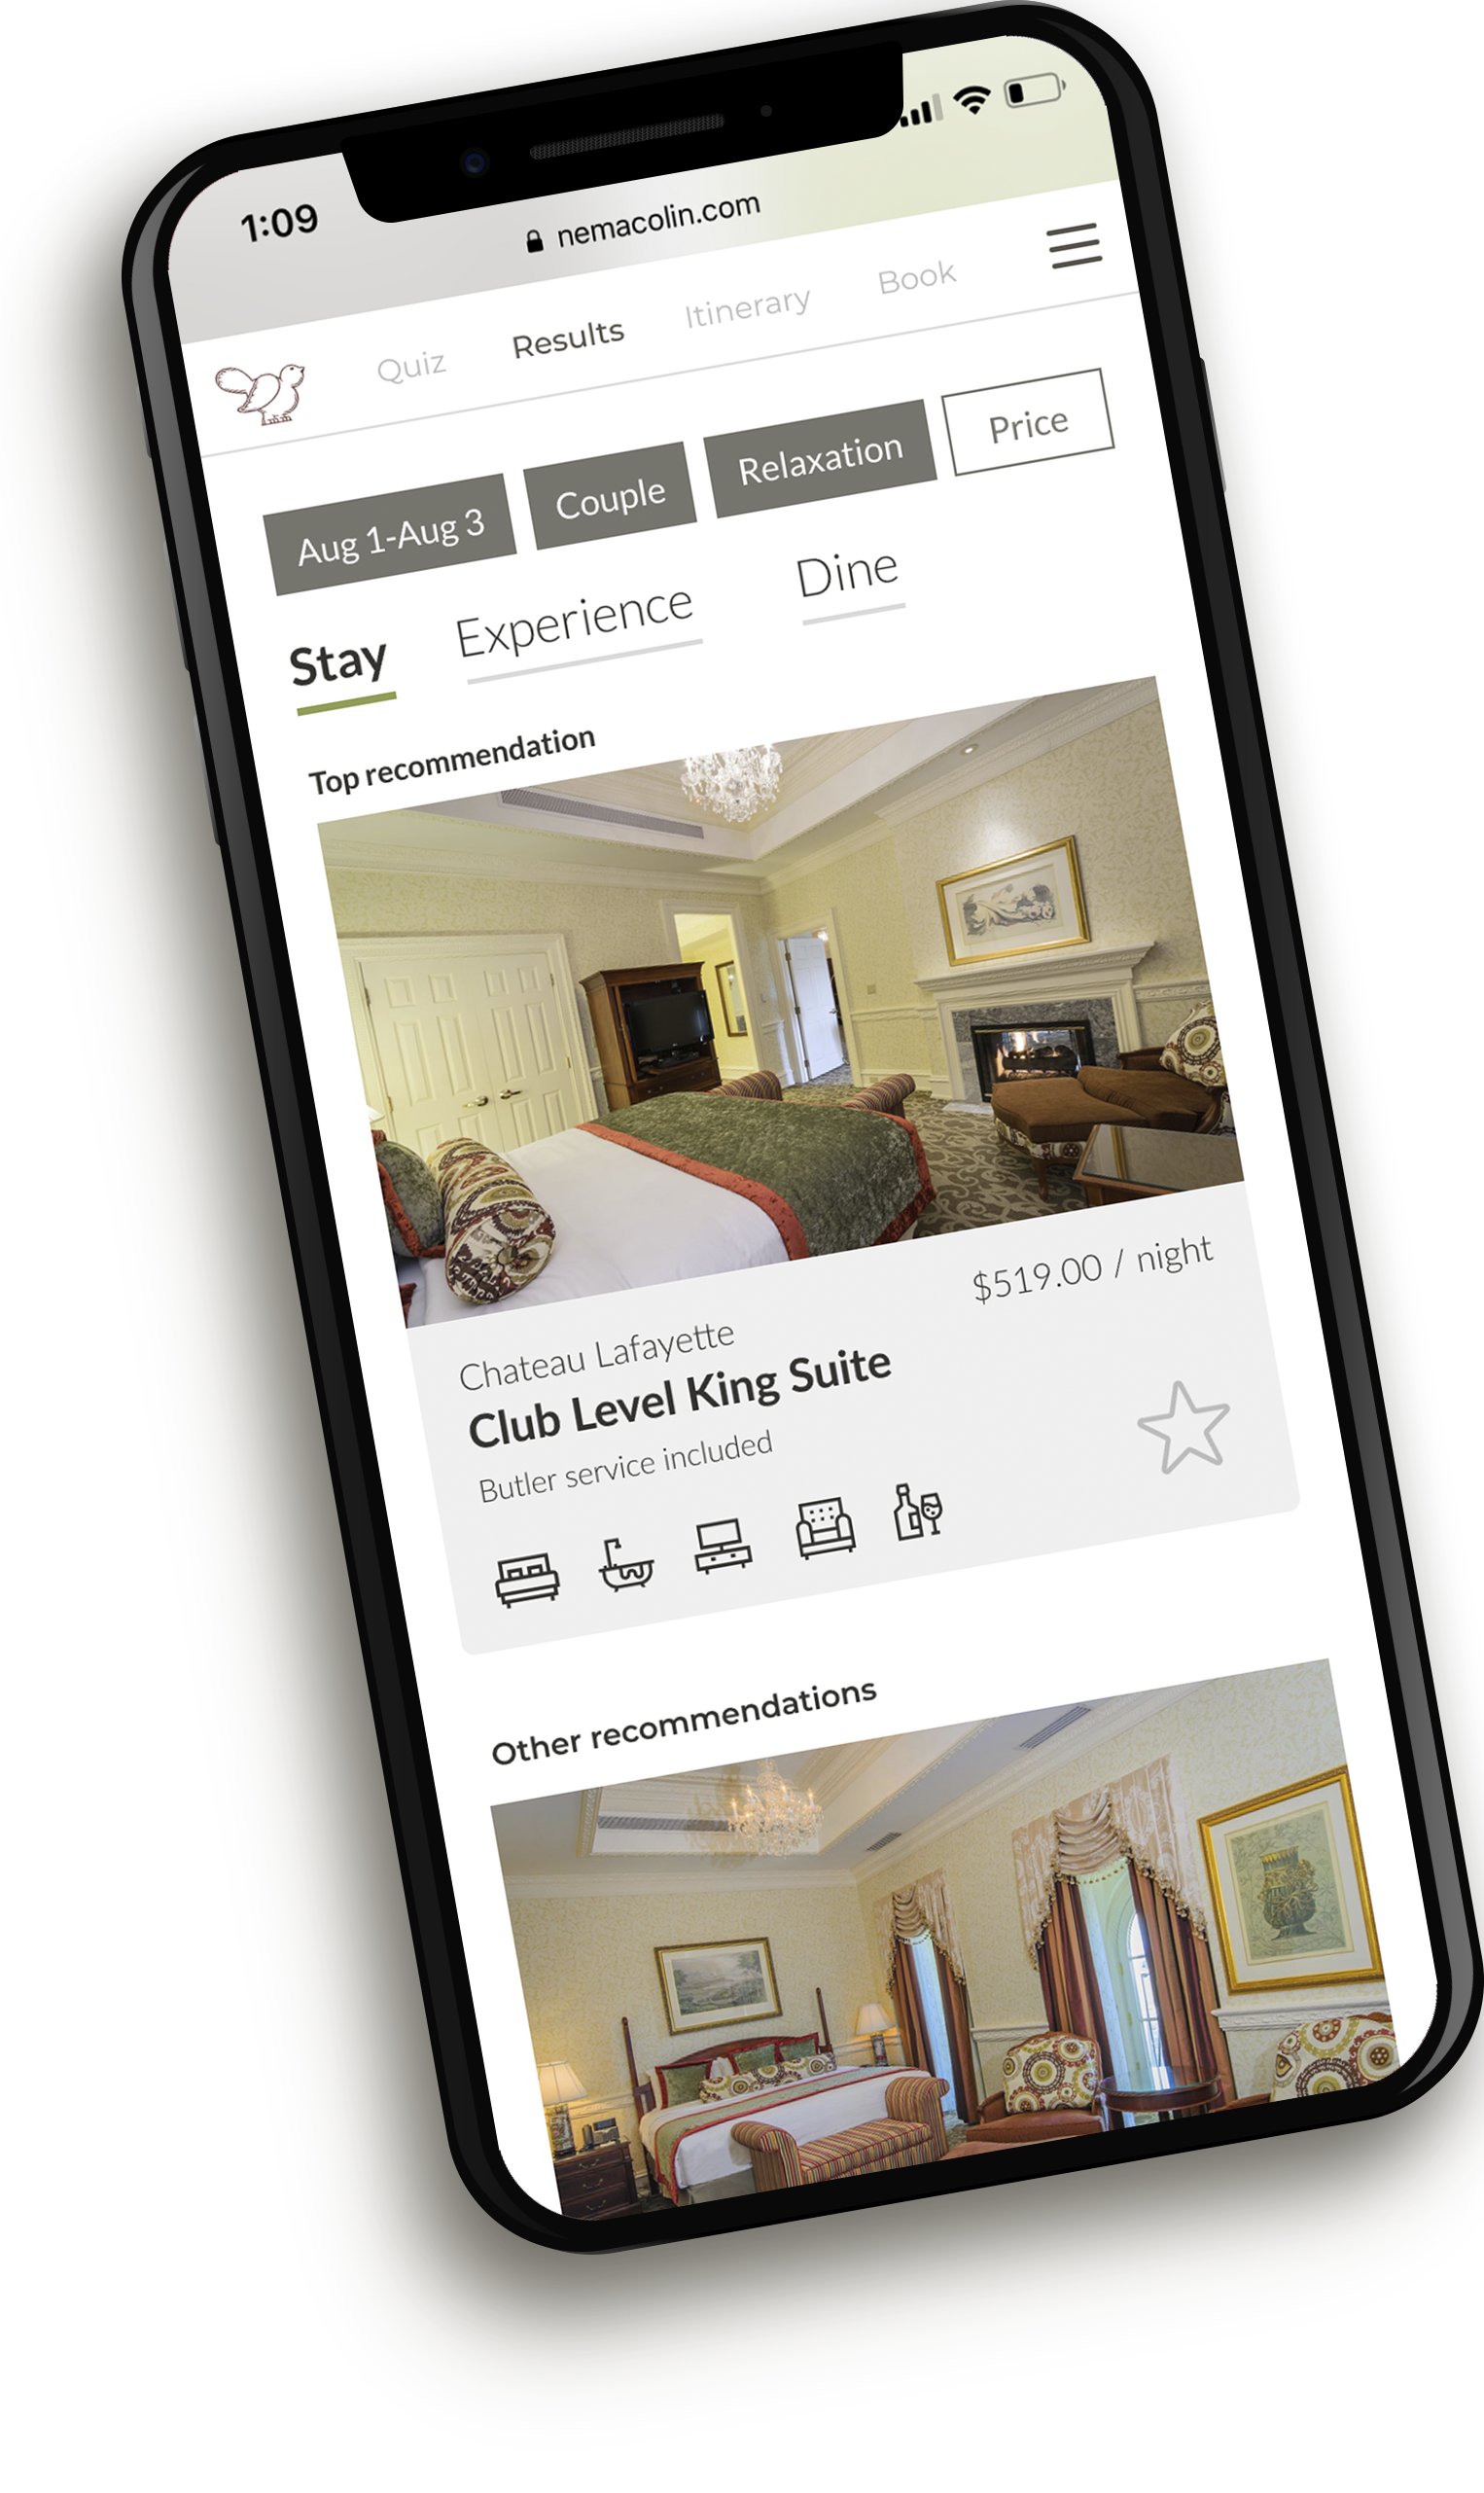 1:09
nemacolin.com
Quiz Results Itinerary Book
Aug 1-Aug 3 Couple Relaxation Price
Stay Experience Dine
Top recommendation
$519.00 / night
Chateau Lafayette
Club Level King Suite
Butler service included
Other recommendations